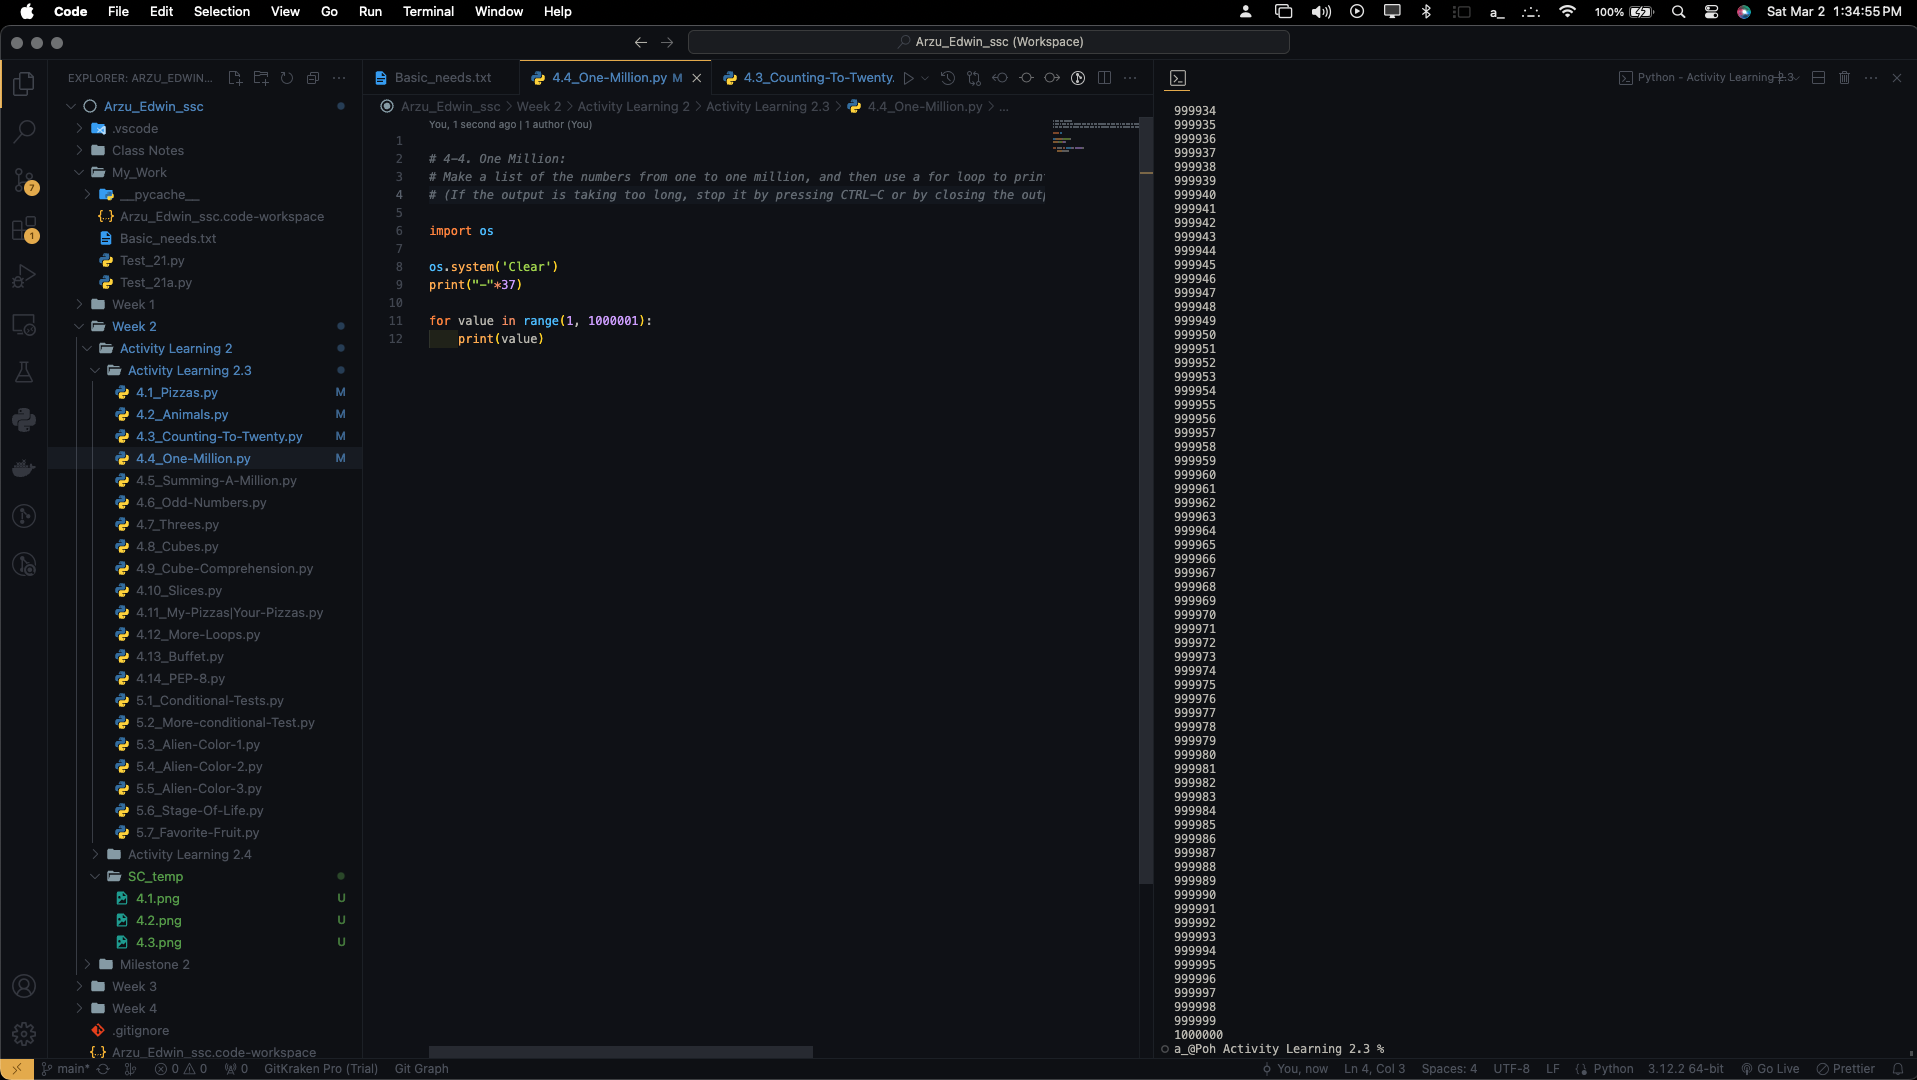 Code File Edit Selection View Go Run Terminal Window Help
a_ 100% Sat Mar 2 1:34:55 PM
Arzu_Edwin_ssc (Workspace)
EXPLORER: ARZU_EDWIN...
Arzu_Edwin_ssc
.vscode
Class Notes
My_Work
__pycache__
Arzu_Edwin_ssc.code-workspace
Basic_needs.txt
Test_21.py
Test_21a.py
Week 1
Week 2
Activity Learning 2
Activity Learning 2.3
4.1_Pizzas.py M
4.2_Animals.py M
4.3_Counting-To-Twenty.py M
4.4_One-Million.py M
4.5_Summing-A-Million.py
4.6_Odd-Numbers.py
4.7_Threes.py
4.8_Cubes.py
4.9_Cube-Comprehension.py
4.10_Slices.py
4.11_My-Pizzas|Your-Pizzas.py
4.12_More-Loops.py
4.13_Buffet.py
4.14_PEP-8.py
5.1_Conditional-Tests.py
5.2_More-conditional-Test.py
5.3_Alien-Color-1.py
5.4_Alien-Color-2.py
5.5_Alien-Color-3.py
5.6_Stage-Of-Life.py
5.7_Favorite-Fruit.py
Activity Learning 2.4
SC_temp
4.1.png U
4.2.png U
4.3.png U
Milestone 2
Week 3
Week 4
.gitignore
Arzu_Edwin_ssc.code-workspace
7
1
Basic_needs.txt 4.4_One-Million.py M 4.3_Counting-To-Twenty.
Arzu_Edwin_ssc > Week 2 > Activity Learning 2 > Activity Learning 2.3 > 4.4_One-Million.py > ...
You, 1 second ago | 1 author (You)
1
2 # 4-4. One Million:
3 # Make a list of the numbers from one to one million, and then use a for loop to prin
4 # (If the output is taking too long, stop it by pressing CTRL-C or by closing the outp
5
6 import os
7
8 os.system('Clear')
9 print("-"*37)
10
11 for value in range(1, 1000001):
12 print(value)
Python - Activity Learning 2.3
999934
999935
999936
999937
999938
999939
999940
999941
999942
999943
999944
999945
999946
999947
999948
999949
999950
999951
999952
999953
999954
999955
999956
999957
999958
999959
999960
999961
999962
999963
999964
999965
999966
999967
999968
999969
999970
999971
999972
999973
999974
999975
999976
999977
999978
999979
999980
999981
999982
999983
999984
999985
999986
999987
999988
999989
999990
999991
999992
999993
999994
999995
999996
999997
999998
999999
1000000
a_@Poh Activity Learning 2.3 %
main* 0 0 0 GitKraken Pro (Trial) Git Graph You, now Ln 4, Col 3 Spaces: 4 UTF-8 LF Python 3.12.2 64-bit Go Live Prettier